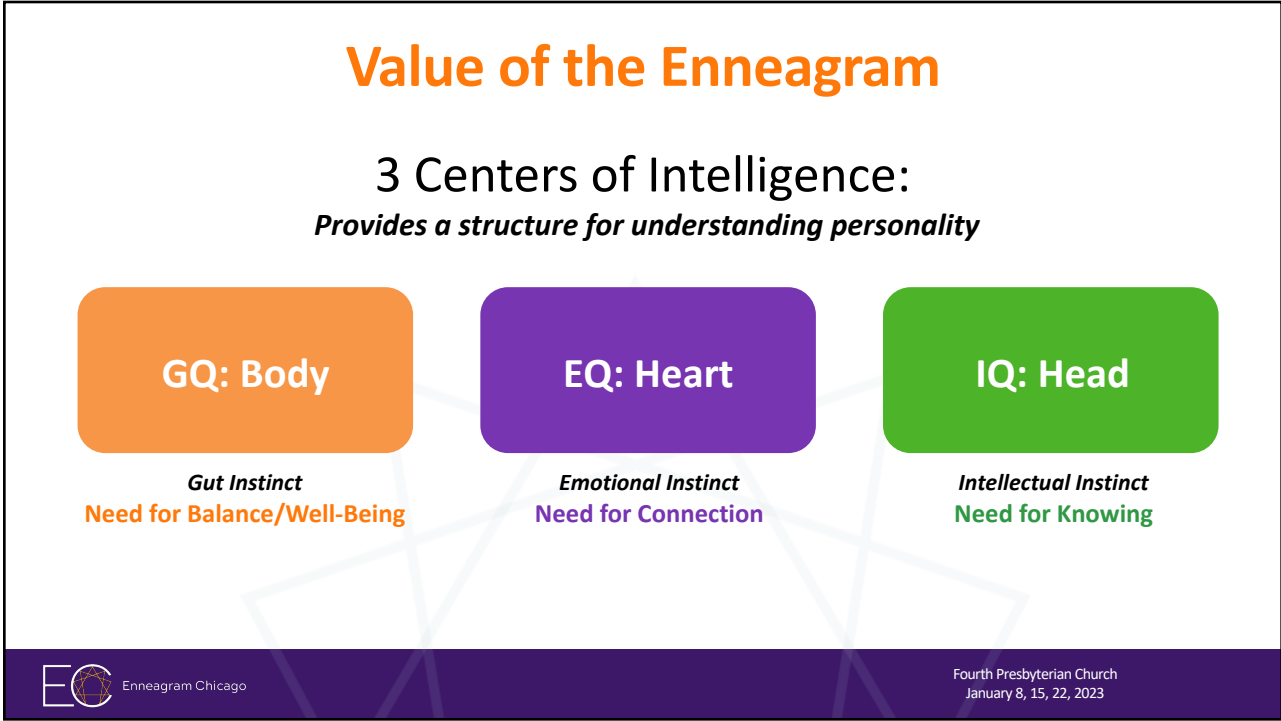 Value of the Enneagram
3 Centers of Intelligence:
Provides a structure for understanding personality
GQ: Body
Gut Instinct
Need for Balance/Well-Being
EQ: Heart
Emotional Instinct
Need for Connection
IQ: Head
Intellectual Instinct
Need for Knowing
EC
Enneagram Chicago
Fourth Presbyterian Church
January 8, 15, 22, 2023